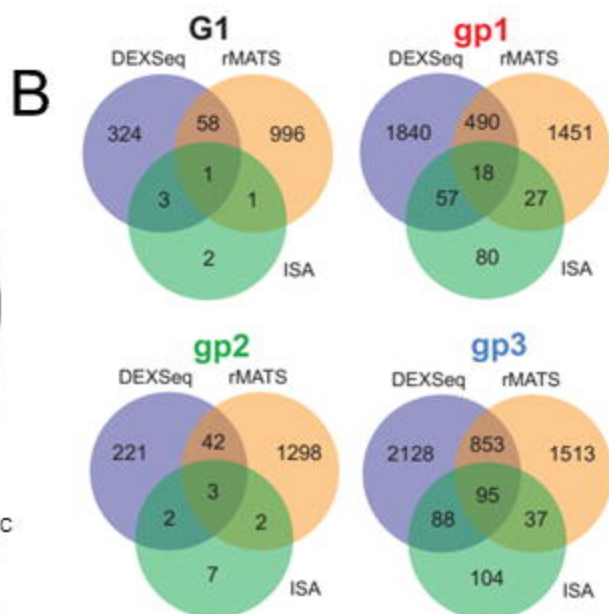 B
G1
DEXSeq rMATS
324 58 996
1
3 1
2
ISA
gp1
DEXSeq rMATS
1840 490 1451
18
57 27
80
ISA
gp2
DEXSeq rMATS
221 42 1298
3
2 2
7
ISA
gp3
DEXSeq rMATS
2128 853 1513
95
88 37
104
ISA
c